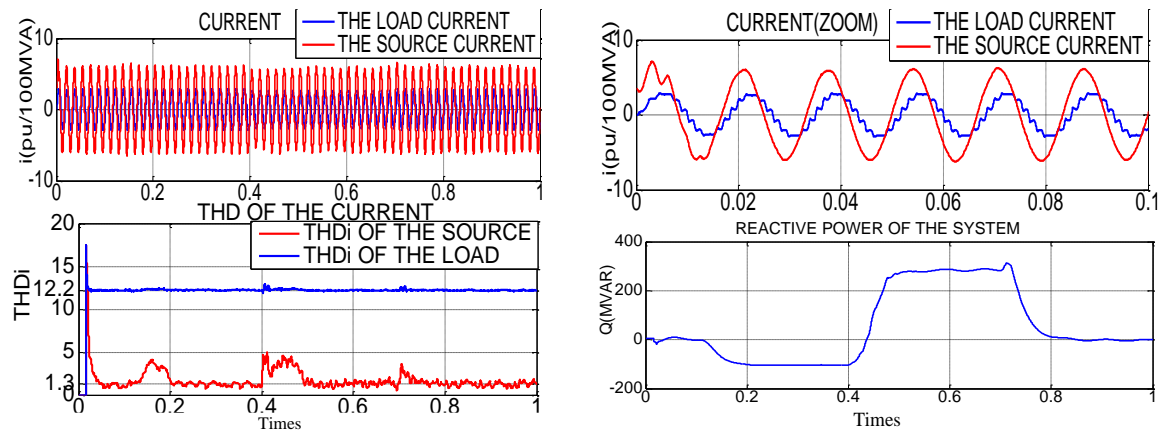 CURRENT
THE LOAD CURRENT
THE SOURCE CURRENT
i(pu/100MVA)
10
0
-10
0 0.2 0.4 0.6 0.8 1
CURRENT(ZOOM)
THE LOAD CURRENT
THE SOURCE CURRENT
i(pu/100MVA)
10
0
-10
0 0.02 0.04 0.06 0.08 0.1
THD OF THE CURRENT
THDi OF THE SOURCE
THDi OF THE LOAD
THDi
20
15
12.2
10
5
1.3
0
0 0.2 0.4 0.6 0.8 1
Times
REACTIVE POWER OF THE SYSTEM
Q(MVAR)
400
200
0
-200
0 0.2 0.4 0.6 0.8 1
Times